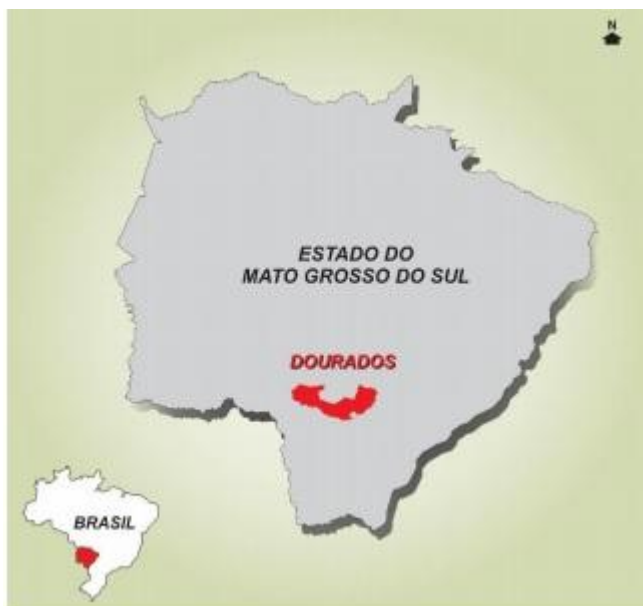 N
ESTADO DO
MATO GROSSO DO SUL
DOURADOS
BRASIL